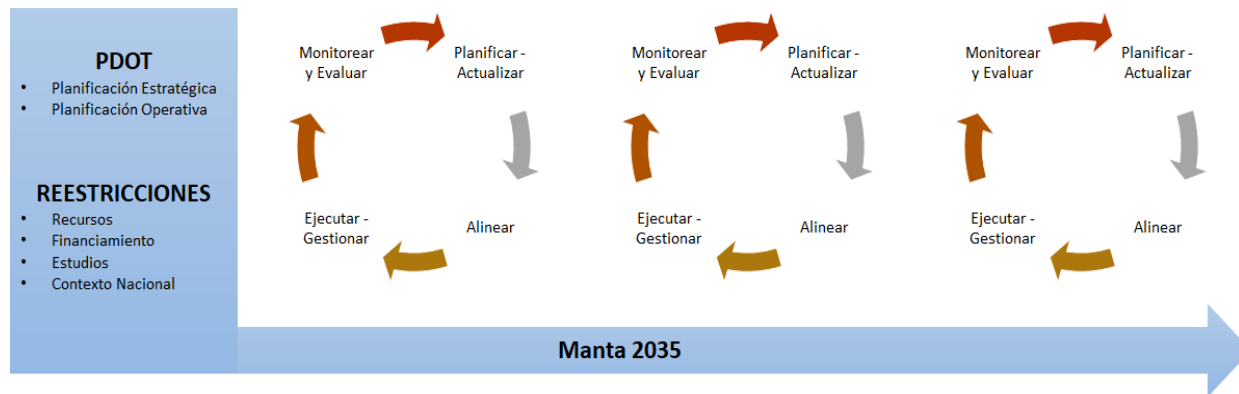 PDOT
• Planificación Estratégica
• Planificación Operativa
REESTRICCIONES
• Recursos
• Financiamiento
• Estudios
• Contexto Nacional
Monitorear
y Evaluar
Planificar -
Actualizar
Ejecutar -
Gestionar
Alinear
Monitorear
y Evaluar
Planificar -
Actualizar
Ejecutar -
Gestionar
Alinear
Monitorear
y Evaluar
Planificar -
Actualizar
Ejecutar -
Gestionar
Alinear
Manta 2035